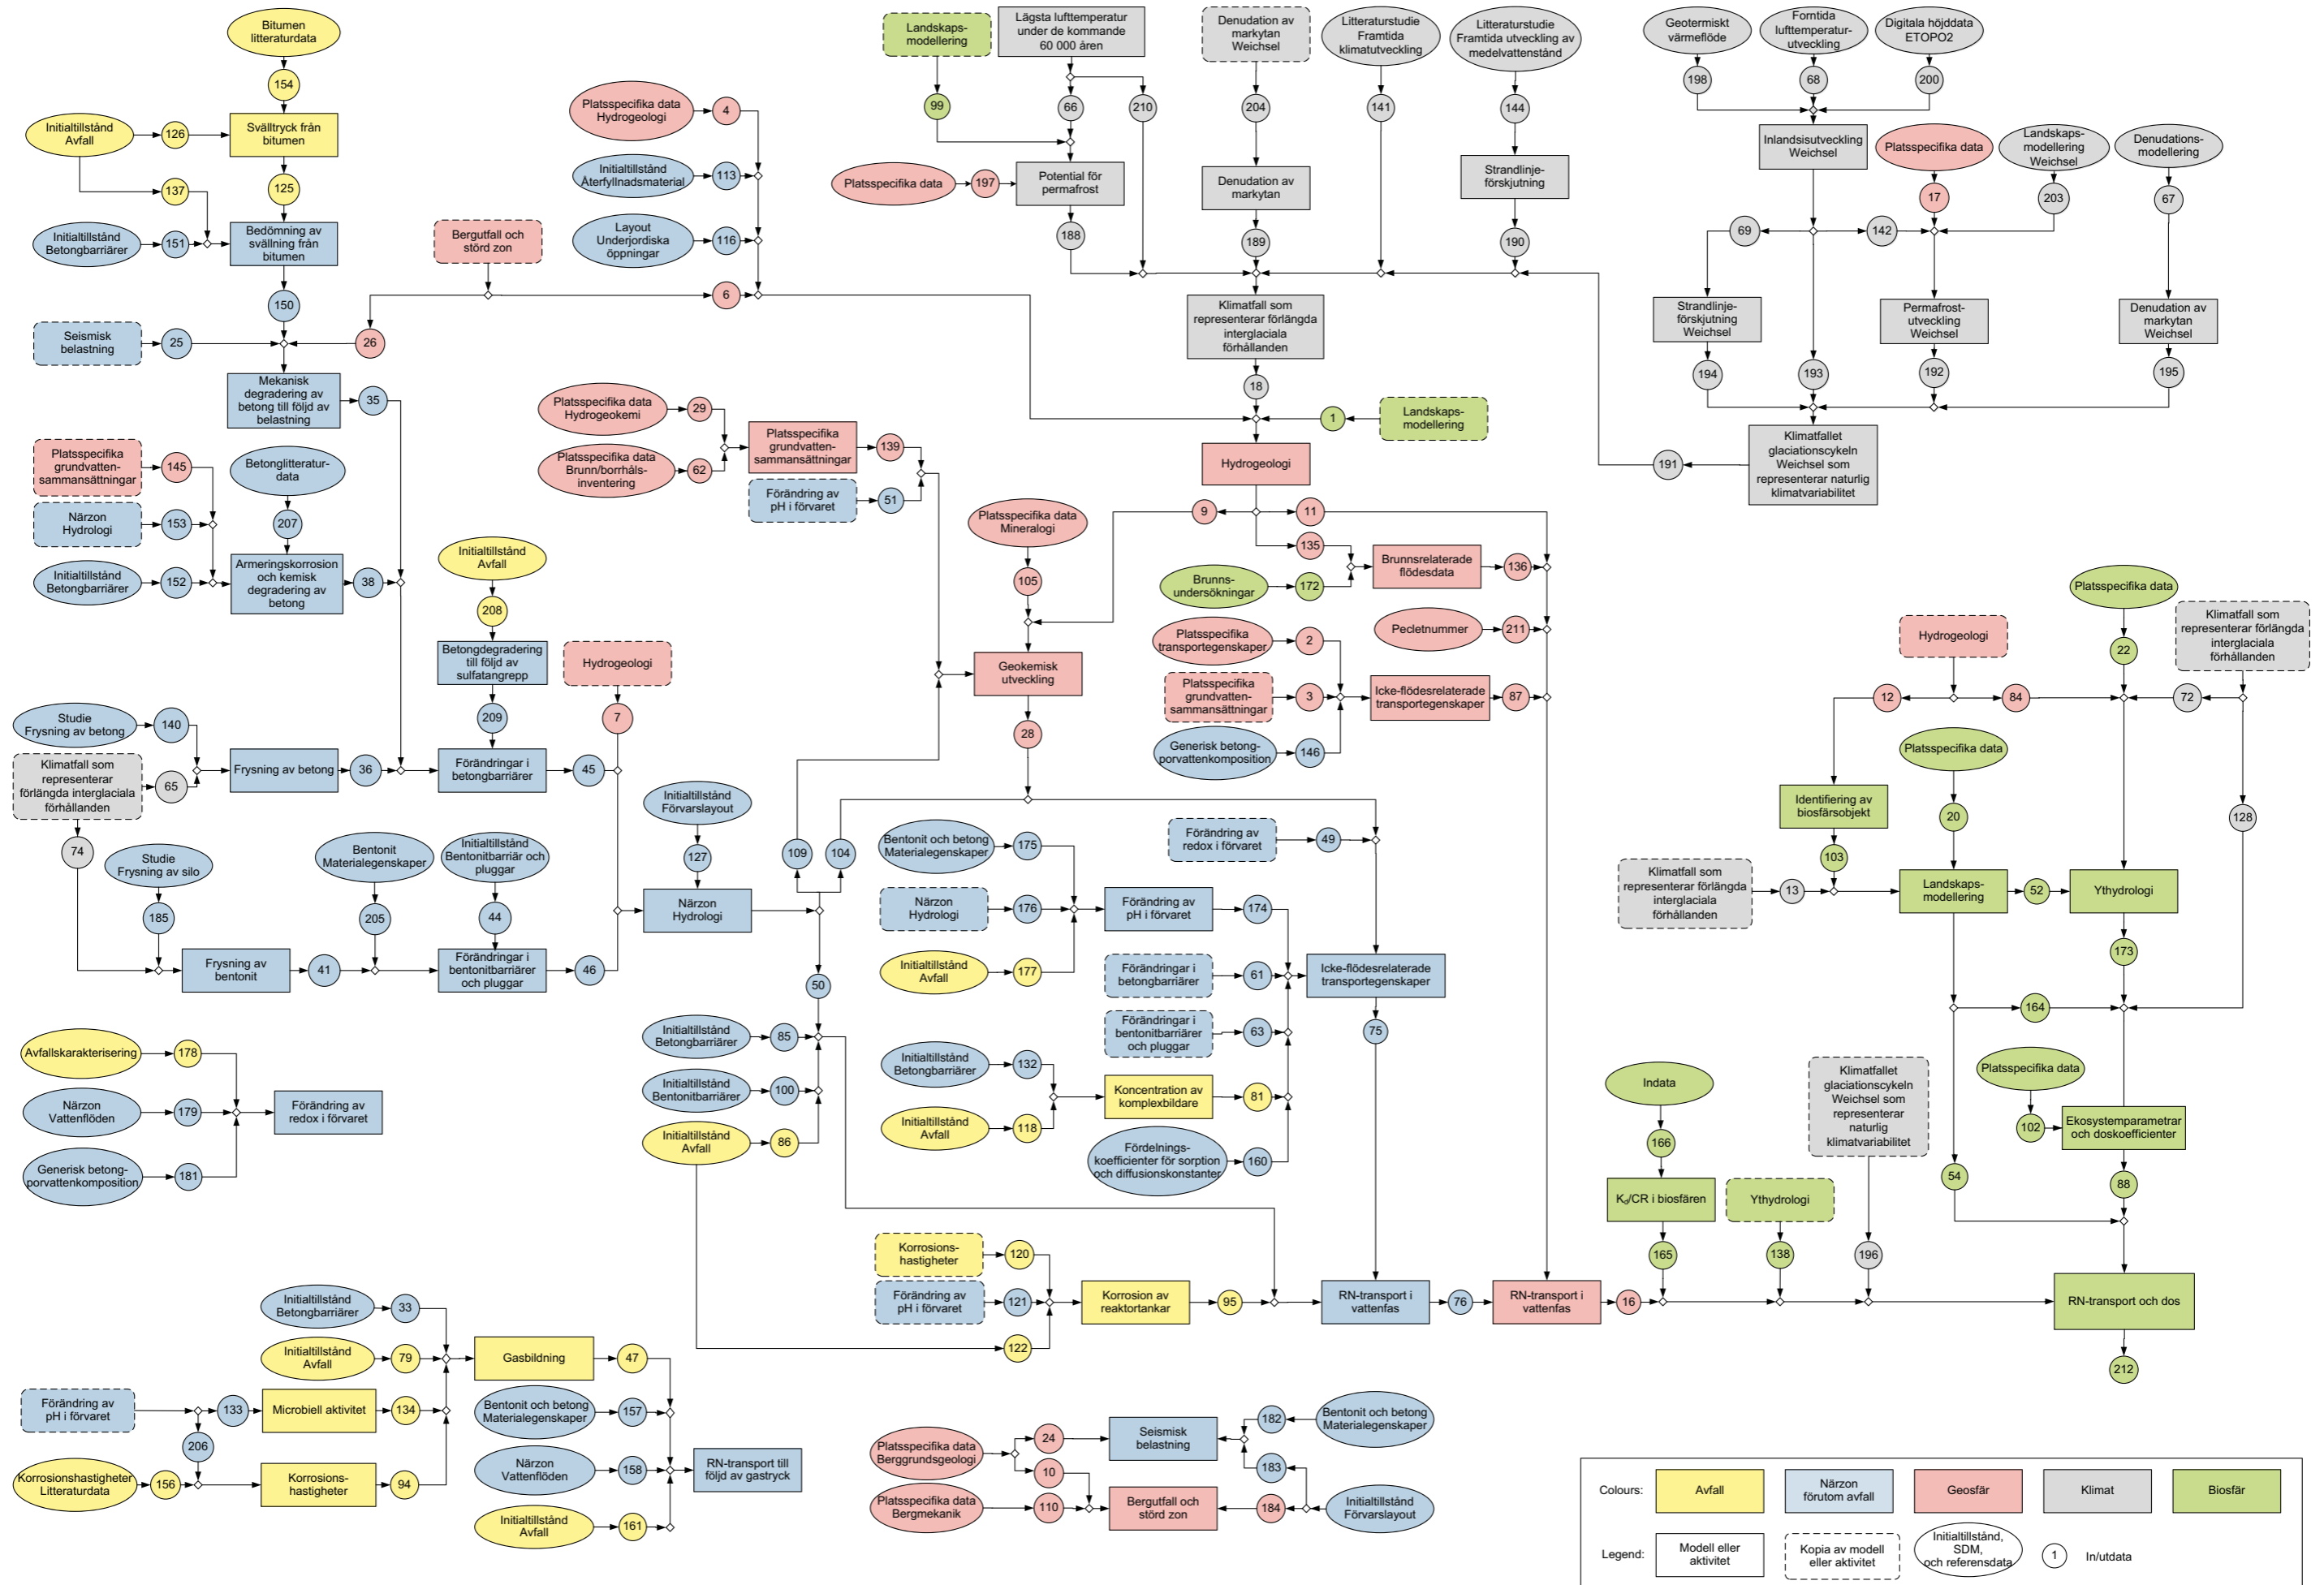 Bitumen
litteraturdata
154
Initialtillstånd
Avfall
126
Svälltryck från
bitumen
137
125
Initialtillstånd
Betongbarriärer
151
Bedömning av
svällning från
bitumen
150
Seismisk
belastning
25
26
Mekanisk
degradering av
betong till följd av
belastning
35
Platsspecifika
grundvatten-
sammansättningar
145
Betonglitteratur-
data
207
Närzon
Hydrologi
153
Initialtillstånd
Betongbarriärer
152
Armeringskorrosion
och kemisk
degradering av
betong
38
Initialtillstånd
Avfall
208
Betongdegradering
till följd av
sulfatangrepp
209
Hydrogeologi
7
Studie
Frysning av betong
140
Klimatfall som
representerar
förlängda interglaciala
förhållanden
65
Frysning av betong
36
Förändringar i
betongbarriärer
45
74
Studie
Frysning av silo
185
Bentonit
Materialegenskaper
205
Initialtillstånd
Bentonitbarriär och
pluggar
44
Frysning av
bentonit
41
Förändringar i
bentonitbarriärer
och pluggar
46
Initialtillstånd
Förvarslayout
127
Närzon
Hydrologi
109
104
50
Platsspecifika data
Hydrogeologi
4
Initialtillstånd
Återfyllnadsmaterial
113
Layout
Underjordiska
öppningar
116
Bergutfall och
störd zon
6
Platsspecifika data
Hydrogeokemi
29
Platsspecifika data
Brunn/borrhåls-
inventering
62
Platsspecifika
grundvatten-
sammansättningar
139
Förändring av
pH i förvaret
51
Landskaps-
modellering
99
Lägsta lufttemperatur
under de kommande
60 000 åren
66
210
Denudation av
markytan
Weichsel
204
Litteraturstudie
Framtida
klimatutveckling
141
Litteraturstudie
Framtida utveckling av
medelvattenstånd
144
Platsspecifika data
197
Potential för
permafrost
188
Denudation av
markytan
189
Strandlinje-
förskjutning
190
Klimatfall som
representerar förlängda
interglaciala
förhållanden
18
1
Landskaps-
modellering
Hydrogeologi
9
11
135
Platsspecifika data
Mineralogi
105
Brunns-
undersökningar
172
Brunnsrelaterade
flödesdata
136
Pecletnummer
211
Platsspecifika
transportegenskaper
2
Platsspecifika
grundvatten-
sammansättningar
3
Generisk betong-
porvattenkomposition
146
Icke-flödesrelaterade
transportegenskaper
87
Geokemisk
utveckling
28
Geotermiskt
värmeflöde
198
Forntida
lufttemperatur-
utveckling
68
Digitala höjddata
ETOPO2
200
Inlandsisutveckling
Weichsel
Platsspecifika data
17
Landskaps-
modellering
Weichsel
203
Denudations-
modellering
67
69
142
Strandlinje-
förskjutning
Weichsel
194
193
Permafrost-
utveckling
Weichsel
192
Denudation av
markytan
Weichsel
195
Klimatfallet
glaciationscykeln
Weichsel som
representerar naturlig
klimatvariabilitet
191
Platsspecifika data
22
Hydrogeologi
12
84
Klimatfall som
representerar förlängda
interglaciala
förhållanden
72
128
Platsspecifika data
20
Identifiering av
biosfärsobjekt
103
Klimatfall som
representerar förlängda
interglaciala
förhållanden
13
Landskaps-
modellering
52
Ythydrologi
173
164
Platsspecifika data
102
Ekosystemparametrar
och doskoefficienter
54
88
Klimatfallet
glaciationscykeln
Weichsel som
representerar
naturlig
klimatvariabilitet
196
Indata
166
Kd/CR i biosfären
165
Ythydrologi
138
RN-transport och dos
212
Bentonit och betong
Materialegenskaper
175
Närzon
Hydrologi
176
Initialtillstånd
Avfall
177
Förändring av
pH i förvaret
174
Förändring av
redox i förvaret
49
Förändringar i
betongbarriärer
61
Förändringar i
bentonitbarriärer
och pluggar
63
Icke-flödesrelaterade
transportegenskaper
75
Initialtillstånd
Betongbarriärer
132
Initialtillstånd
Avfall
118
Koncentration av
komplexbildare
81
Fördelnings-
koefficienter för sorption
och diffusionskonstanter
160
Initialtillstånd
Betongbarriärer
85
Initialtillstånd
Bentonitbarriärer
100
Initialtillstånd
Avfall
86
Korrosions-
hastigheter
120
Förändring av
pH i förvaret
121
122
Korrosion av
reaktortankar
95
RN-transport i
vattenfas
76
RN-transport i
vattenfas
16
Avfallskarakterisering
178
Närzon
Vattenflöden
179
Generisk betong-
porvattenkomposition
181
Förändring av
redox i förvaret
Initialtillstånd
Betongbarriärer
33
Initialtillstånd
Avfall
79
Förändring av
pH i förvaret
133
Microbiell aktivitet
134
206
Korrosionshastigheter
Litteraturdata
156
Korrosions-
hastigheter
94
Gasbildning
47
Bentonit och betong
Materialegenskaper
157
Närzon
Vattenflöden
158
Initialtillstånd
Avfall
161
RN-transport till
följd av gastryck
Platsspecifika data
Berggrundsgeologi
24
10
Platsspecifika data
Bergmekanik
110
Seismisk
belastning
Bergutfall och
störd zon
182
Bentonit och betong
Materialegenskaper
183
184
Initialtillstånd
Förvarslayout
Colours:
Avfall
Närzon
förutom avfall
Geosfär
Klimat
Biosfär
Legend:
Modell eller
aktivitet
Kopia av modell
eller aktivitet
Initialtillstånd,
SDM,
och referensdata
1
In/utdata